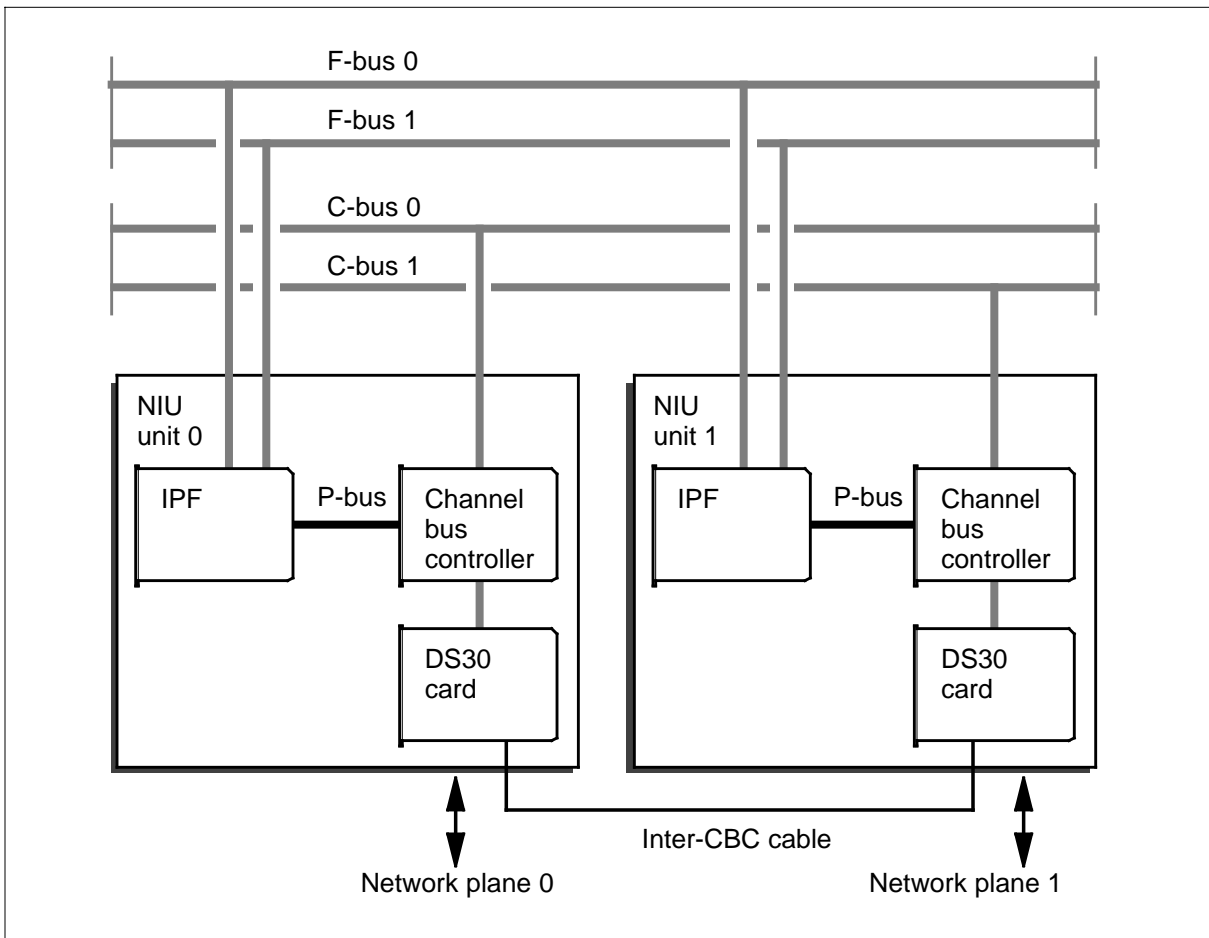 F-bus 0
F-bus 1
C-bus 0
C-bus 1
NIU
unit 0
IPF
P-bus
Channel
bus
controller
DS30
card
NIU
unit 1
IPF
P-bus
Channel
bus
controller
DS30
card
Inter-CBC cable
Network plane 0
Network plane 1